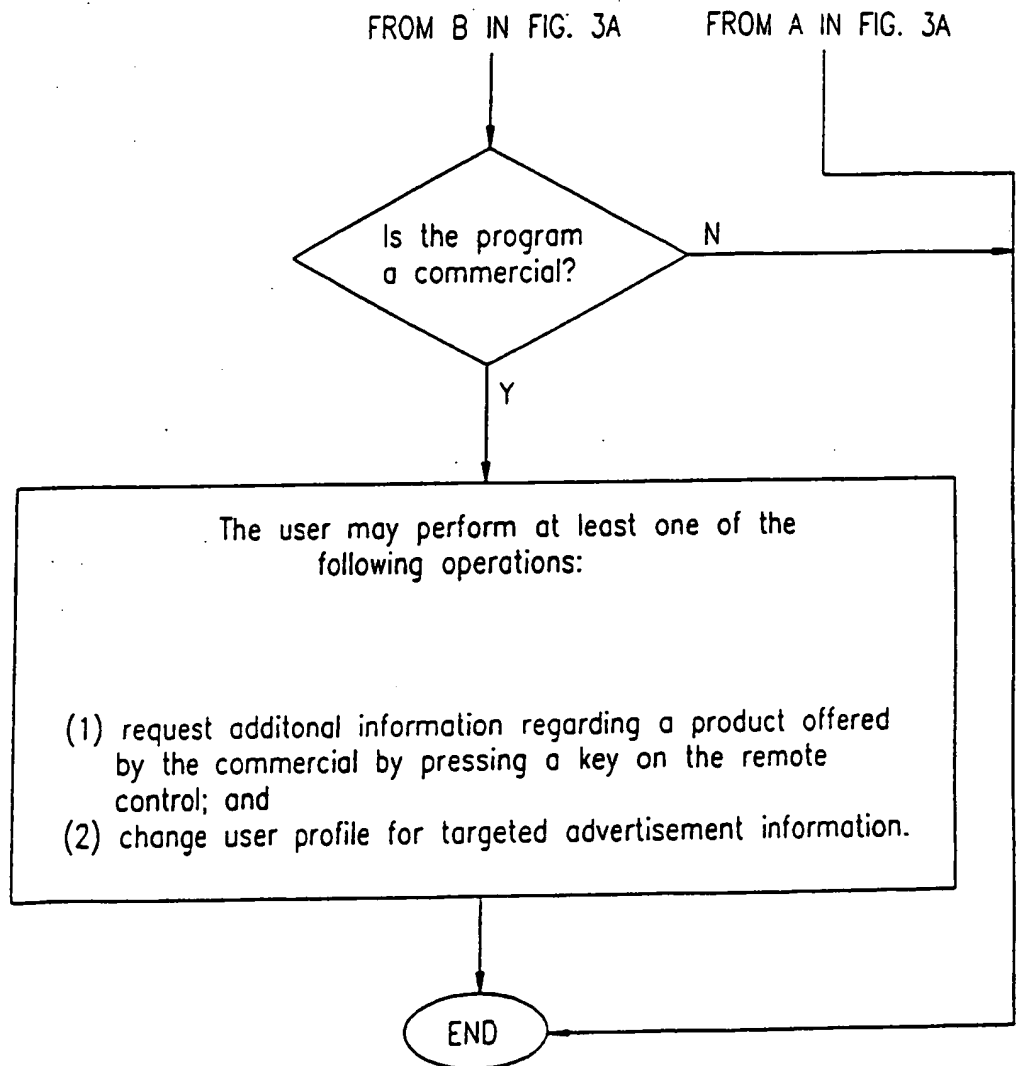 FROM B IN FIG. 3A
FROM A IN FIG. 3A
Is the program
a commercial?
N
Y
The user may perform at least one of the
following operations:
(1) request additonal information regarding a product offered
by the commercial by pressing a key on the remote
control; and
(2) change user profile for targeted advertisement information.
END